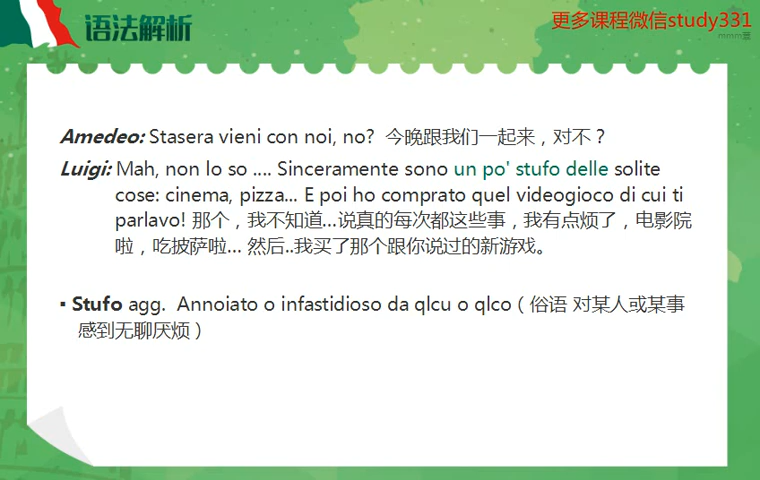 语法解析
更多课程微信study331
Amedeo: Stasera vieni con noi, no? 今晚跟我们一起来，对不？
Luigi: Mah, non lo so .... Sinceramente sono un po' stufo delle solite
cose: cinema, pizza... E poi ho comprato quel videogioco di cui ti
parlavo! 那个，我不知道...说真的每次都这些事，我有点烦了，电影院
啦，吃披萨啦... 然后..我买了那个跟你说过的新游戏。
▪ Stufo agg. Annoiato o infastidioso da qlcu o qlco（俗语 对某人或某事
感到无聊厌烦）